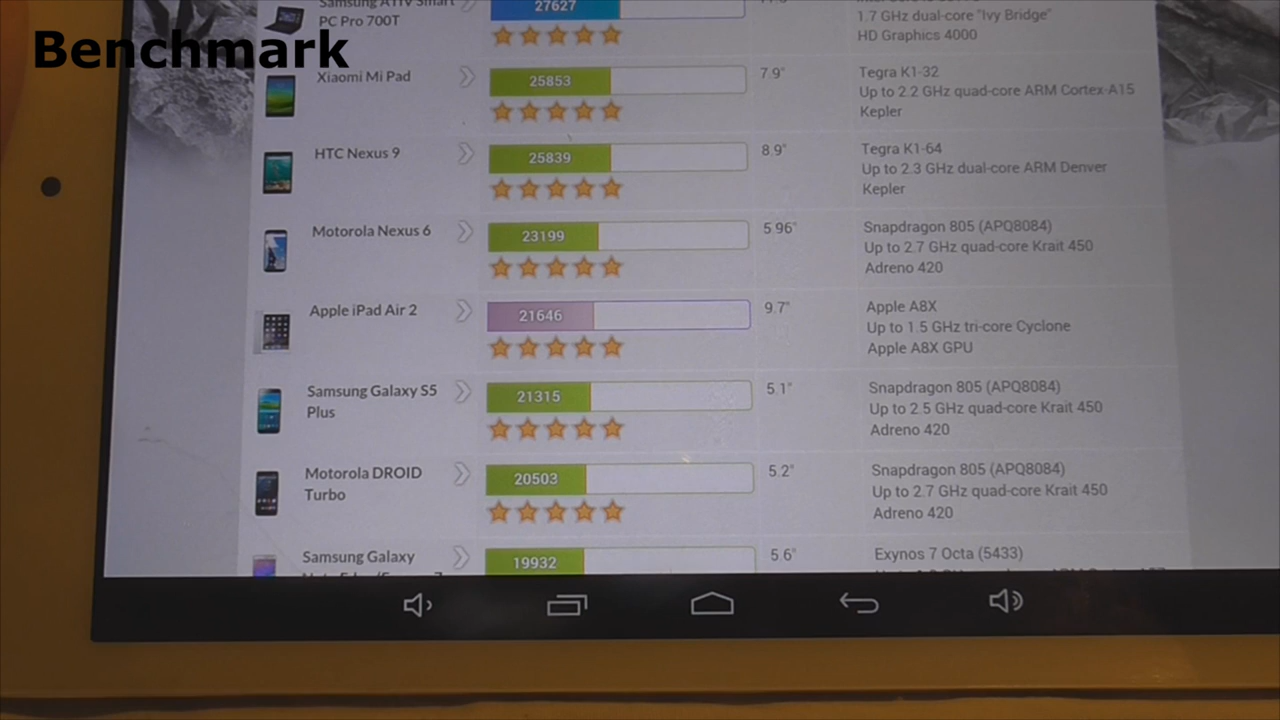 Benchmark
Samsung ATIV Smart
PC Pro 700T
27627
1.7 GHz dual-core "Ivy Bridge"
HD Graphics 4000
Xiaomi Mi Pad
25853
7.9"
Tegra K1-32
Up to 2.2 GHz quad-core ARM Cortex-A15
Kepler
HTC Nexus 9
25839
8.9"
Tegra K1-64
Up to 2.3 GHz dual-core ARM Denver
Kepler
Motorola Nexus 6
23199
5.96"
Snapdragon 805 (APQ8084)
Up to 2.7 GHz quad-core Krait 450
Adreno 420
Apple iPad Air 2
21646
9.7"
Apple A8X
Up to 1.5 GHz tri-core Cyclone
Apple A8X GPU
Samsung Galaxy S5
Plus
21315
5.1"
Snapdragon 805 (APQ8084)
Up to 2.5 GHz quad-core Krait 450
Adreno 420
Motorola DROID
Turbo
20503
5.2"
Snapdragon 805 (APQ8084)
Up to 2.7 GHz quad-core Krait 450
Adreno 420
Samsung Galaxy
19932
5.6"
Exynos 7 Octa (5433)